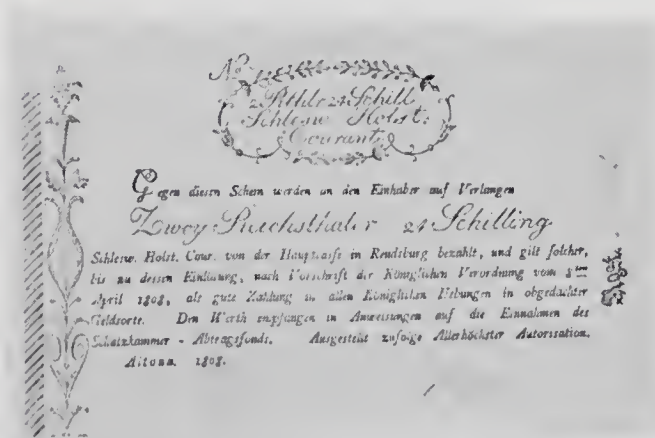 No
2 Rthlr 24 Schill
Schlesw Holst:
Courant
Gegen diesen Schein werden an den Einhaber auf Verlangen
Zwey Reichsthaler 24 Schilling
Schlesw. Holst. Cour. von der Hauptcasse in Rendsburg bezahlt, und gilt solcher,
bis zu dessen Einlösung, nach Vorschrift der Königlichen Verordnung vom 8ten
April 1808, als gute Zahlung in allen Königlichen Hebungen in obgedachter
Geldsorte. Den Werth empfangen in Anweisungen auf die Einnahmen des
Schatzkammer - Abtragsfonds. Ausgestellt zufolge Allerhöchster Autorisation.
Altona. 1808.